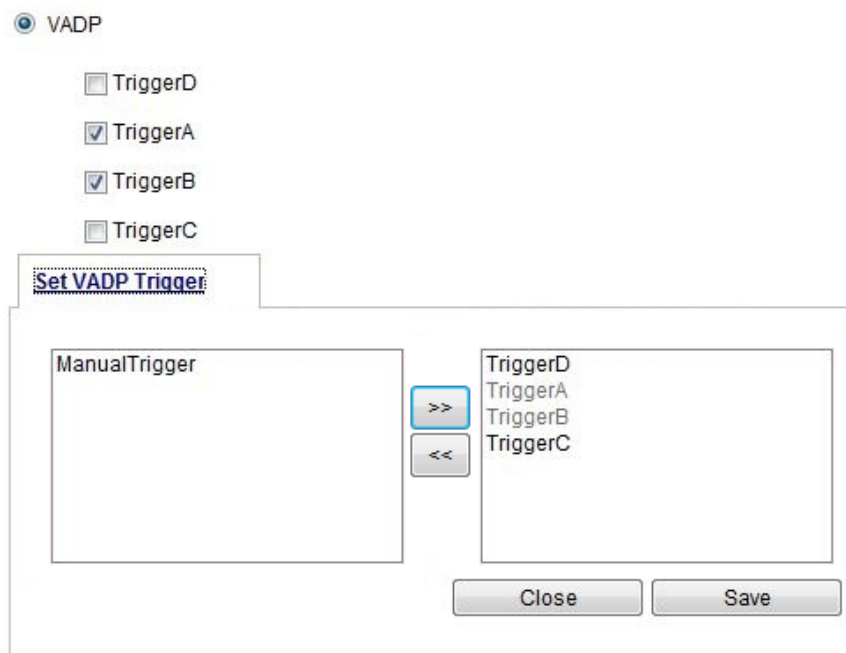 VADP
TriggerD
TriggerA
TriggerB
TriggerC
Set VADP Trigger
ManualTrigger
>>
<<
TriggerD
TriggerA
TriggerB
TriggerC
Close
Save